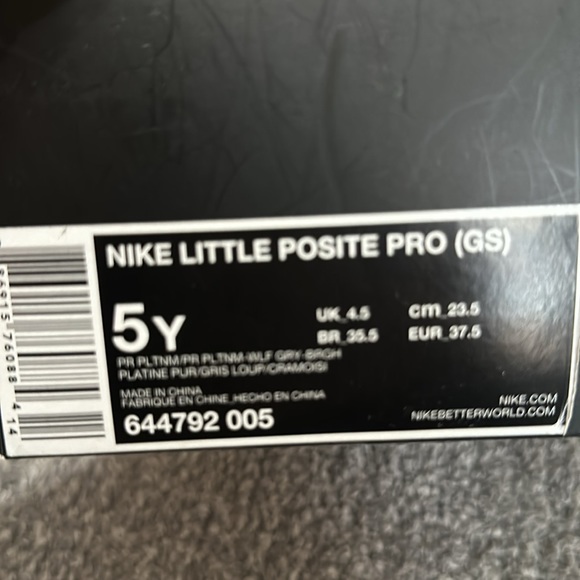 NIKE LITTLE POSITE PRO (GS)
5Y
UK 4.5 cm 23.5
BR 35.5 EUR 37.5
PR PLTNM/PR PLTNM-WLF GRY-BRGH
PLATINE PUR/GRIS LOUP/CRAMOISI
MADE IN CHINA
FABRIQUE EN CHINE HECHO EN CHINA
644792 005
NIKE.COM
NIKEBETTERWORLD.COM
76088 414